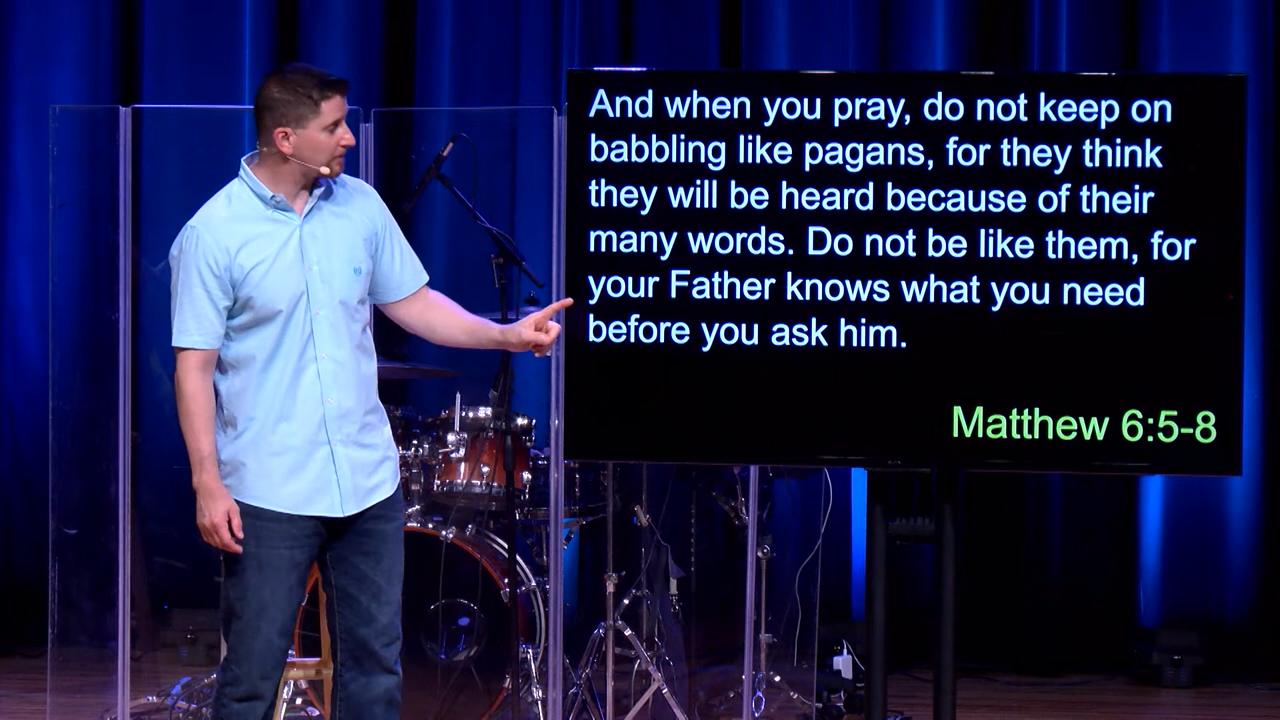 And when you pray, do not keep on
babbling like pagans, for they think
they will be heard because of their
many words. Do not be like them, for
your Father knows what you need
before you ask him.
Matthew 6:5-8